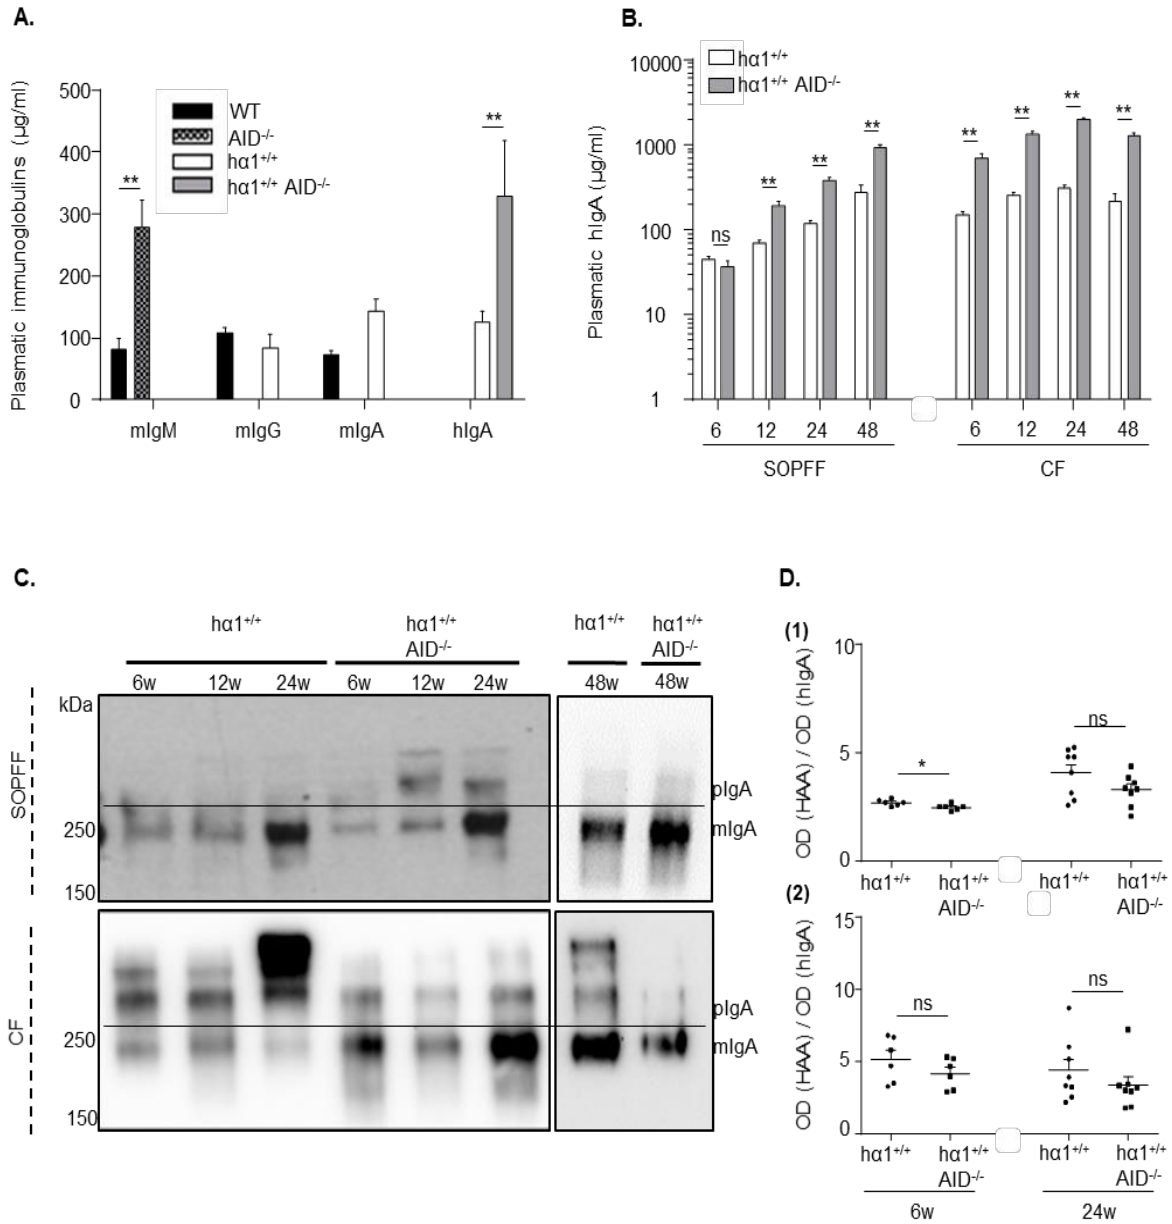 A.
Plasmatic immunoglobulins (µg/ml)
500
400
300
200
100
0
WT
AID-/-
hα1+/+
hα1+/+ AID-/-
**
**
mIgM mIgG mIgA hIgA
B.
Plasmatic hIgA (µg/ml)
10000
1000
100
10
1
hα1+/+
hα1+/+ AID-/-
ns ** ** ** ** ** ** **
6 12 24 48 6 12 24 48
SOPFF CF
C.
hα1+/+ hα1+/+ AID-/- hα1+/+ hα1+/+ AID-/-
6w 12w 24w 6w 12w 24w 48w 48w
kDa
SOPFF
250
150
pIgA
mIgA
CF
250
150
pIgA
mIgA
D.
(1)
OD (HAA) / OD (hIgA)
10
5
0
*
ns
hα1+/+ hα1+/+ hα1+/+ hα1+/+
AID-/- AID-/-
(2)
OD (HAA) / OD (hIgA)
15
10
5
0
ns
ns
hα1+/+ hα1+/+ hα1+/+ hα1+/+
AID-/- AID-/-
6w 24w